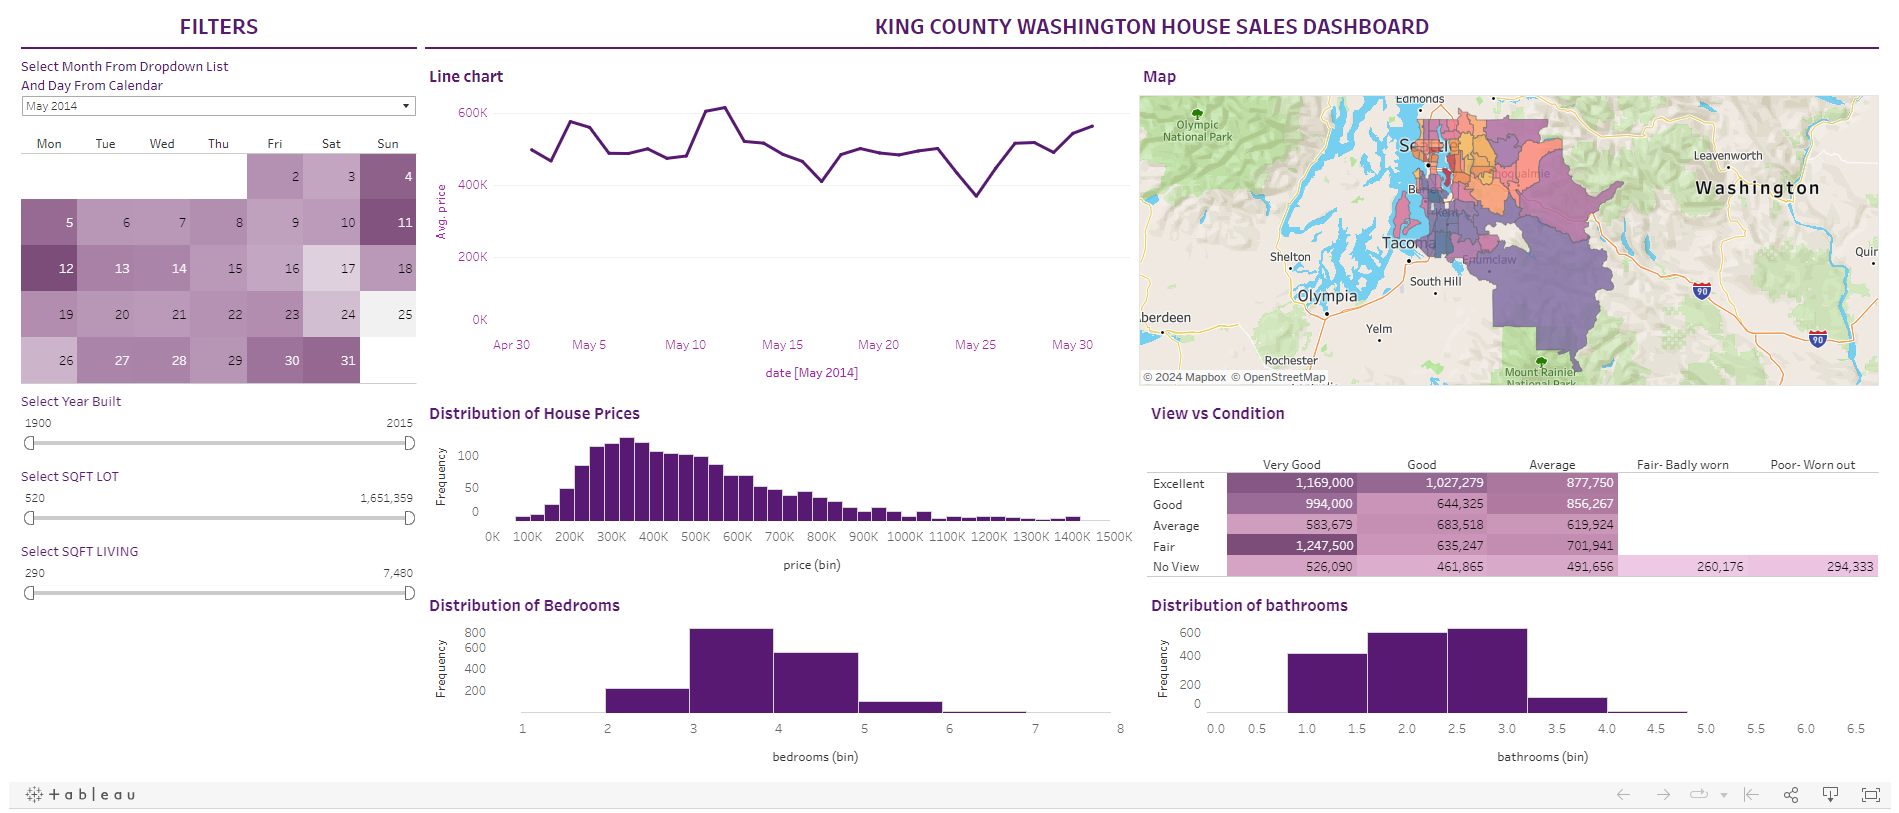 FILTERS
KING COUNTY WASHINGTON HOUSE SALES DASHBOARD
Select Month From Dropdown List
And Day From Calendar
May 2014
Mon Tue Wed Thu Fri Sat Sun
2 3 4
5 6 7 8 9 10 11
12 13 14 15 16 17 18
19 20 21 22 23 24 25
26 27 28 29 30 31
Select Year Built
1900 2015
Select SQFT LOT
520 1,651,359
Select SQFT LIVING
290 7,480
Line chart
Avg. price
600K
400K
200K
0K
Apr 30 May 5 May 10 May 15 May 20 May 25 May 30
date [May 2014]
Map
Edmonds
Olympic
National Park
Seattle
Leavenworth
Washington
Tacoma
Enumclaw
Shelton
South Hill
Olympia
90
Quir
berdeen
Yelm
90
Rochester
Mount Rainier
National Park
© 2024 Mapbox © OpenStreetMap
Distribution of House Prices
Frequency
100
50
0
0K 100K 200K 300K 400K 500K 600K 700K 800K 900K 1000K 1100K 1200K 1300K 1400K 1500K
price (bin)
View vs Condition
Very Good Good Average Fair- Badly worn Poor- Worn out
Excellent 1,169,000 1,027,279 877,750
Good 994,000 644,325 856,267
Average 583,679 683,518 619,924
Fair 1,247,500 635,247 701,941
No View 526,090 461,865 491,656 260,176 294,333
Distribution of Bedrooms
Frequency
800
600
400
200
1 2 3 4 5 6 7 8
bedrooms (bin)
Distribution of bathrooms
Frequency
600
400
200
0
0.0 0.5 1.0 1.5 2.0 2.5 3.0 3.5 4.0 4.5 5.0 5.5 6.0 6.5
bathrooms (bin)
+ a b | e a u